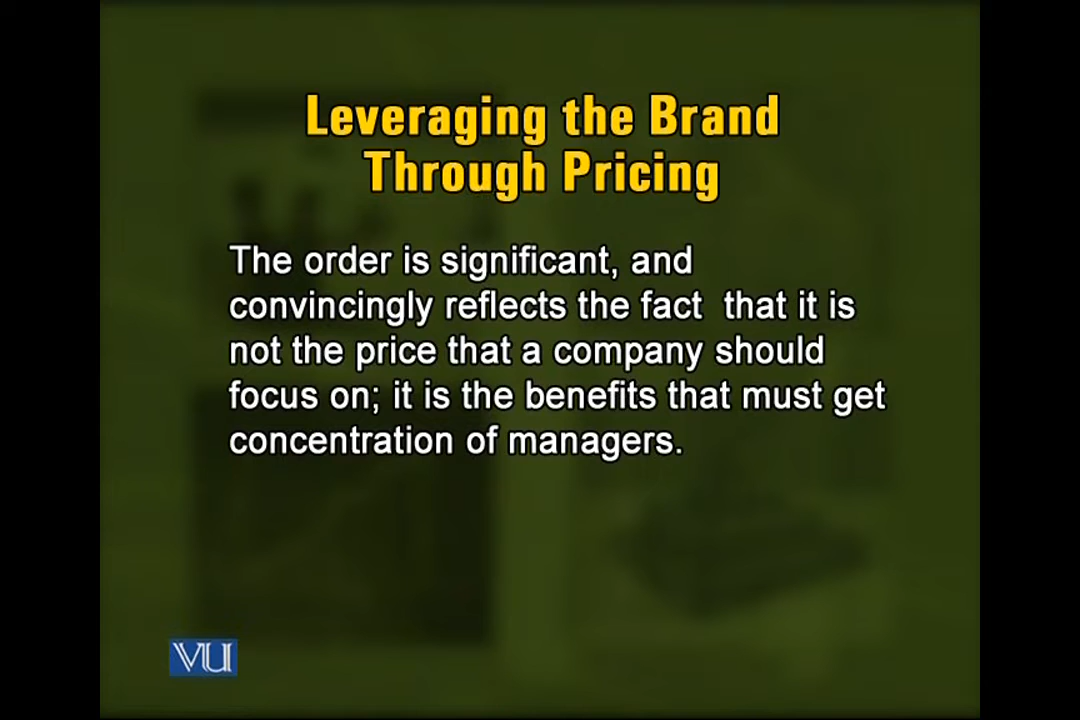 Leveraging the Brand
Through Pricing
The order is significant, and
convincingly reflects the fact that it is
not the price that a company should
focus on; it is the benefits that must get
concentration of managers.
VU